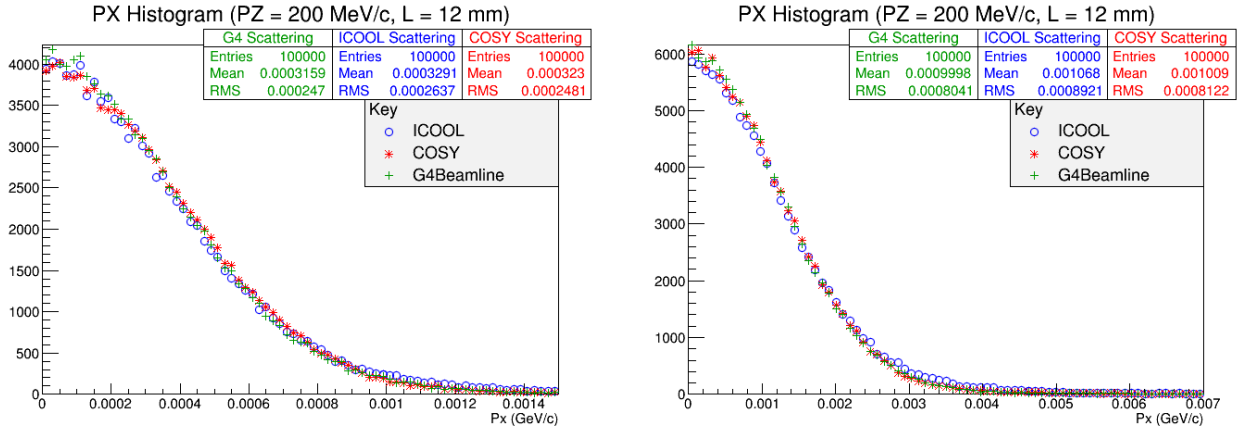 PX Histogram (PZ = 200 MeV/c, L = 12 mm)
G4 Scattering ICOOL Scattering COSY Scattering
Entries 100000 Entries 100000 Entries 100000
Mean 0.0003159 Mean 0.0003291 Mean 0.000323
RMS 0.000247 RMS 0.0002637 RMS 0.0002481
Key
ICOOL
COSY
G4Beamline
4000
3500
3000
2500
2000
1500
1000
500
0
0 0.0002 0.0004 0.0006 0.0008 0.001 0.0012 0.0014
Px (GeV/c)
PX Histogram (PZ = 200 MeV/c, L = 12 mm)
G4 Scattering ICOOL Scattering COSY Scattering
Entries 100000 Entries 100000 Entries 100000
Mean 0.0009998 Mean 0.001068 Mean 0.001009
RMS 0.0008041 RMS 0.0008921 RMS 0.0008122
Key
ICOOL
COSY
G4Beamline
6000
5000
4000
3000
2000
1000
0
0 0.001 0.002 0.003 0.004 0.005 0.006 0.007
Px (GeV/c)